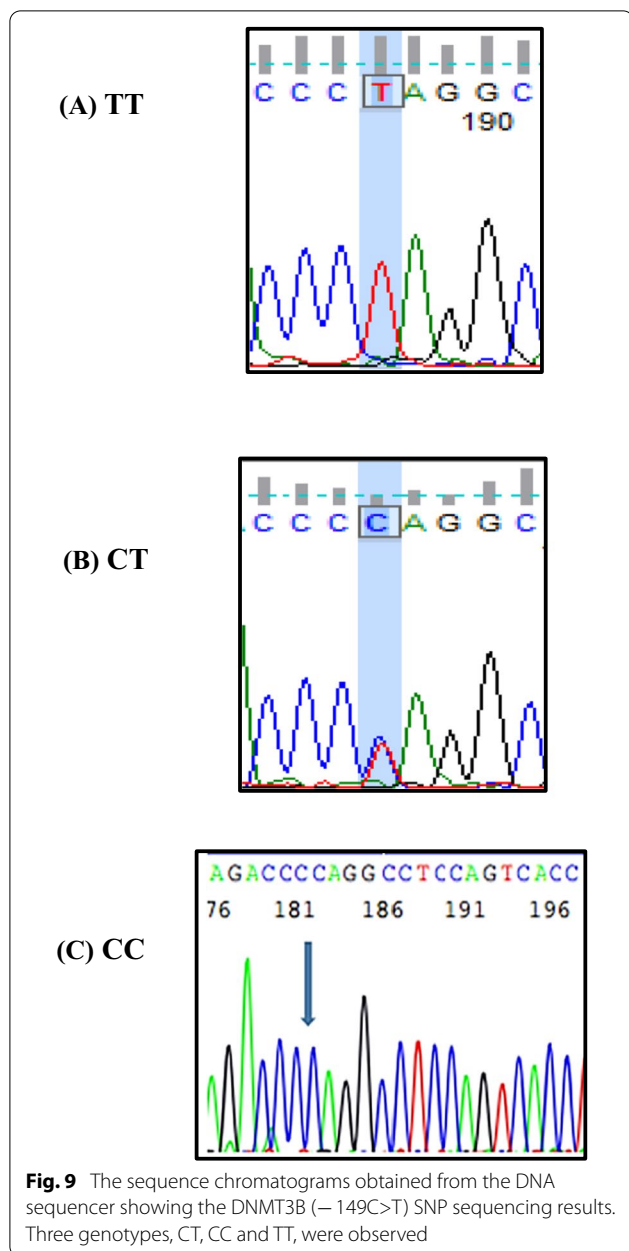 (A) TT
C C C T A G G C
190
(B) CT
C C C C A G G C
(C) CC
AGACCCCAGGCCTCCAGTCACC
76 181 186 191 196
Fig. 9 The sequence chromatograms obtained from the DNA
sequencer showing the DNMT3B (− 149C>T) SNP sequencing results.
Three genotypes, CT, CC and TT, were observed